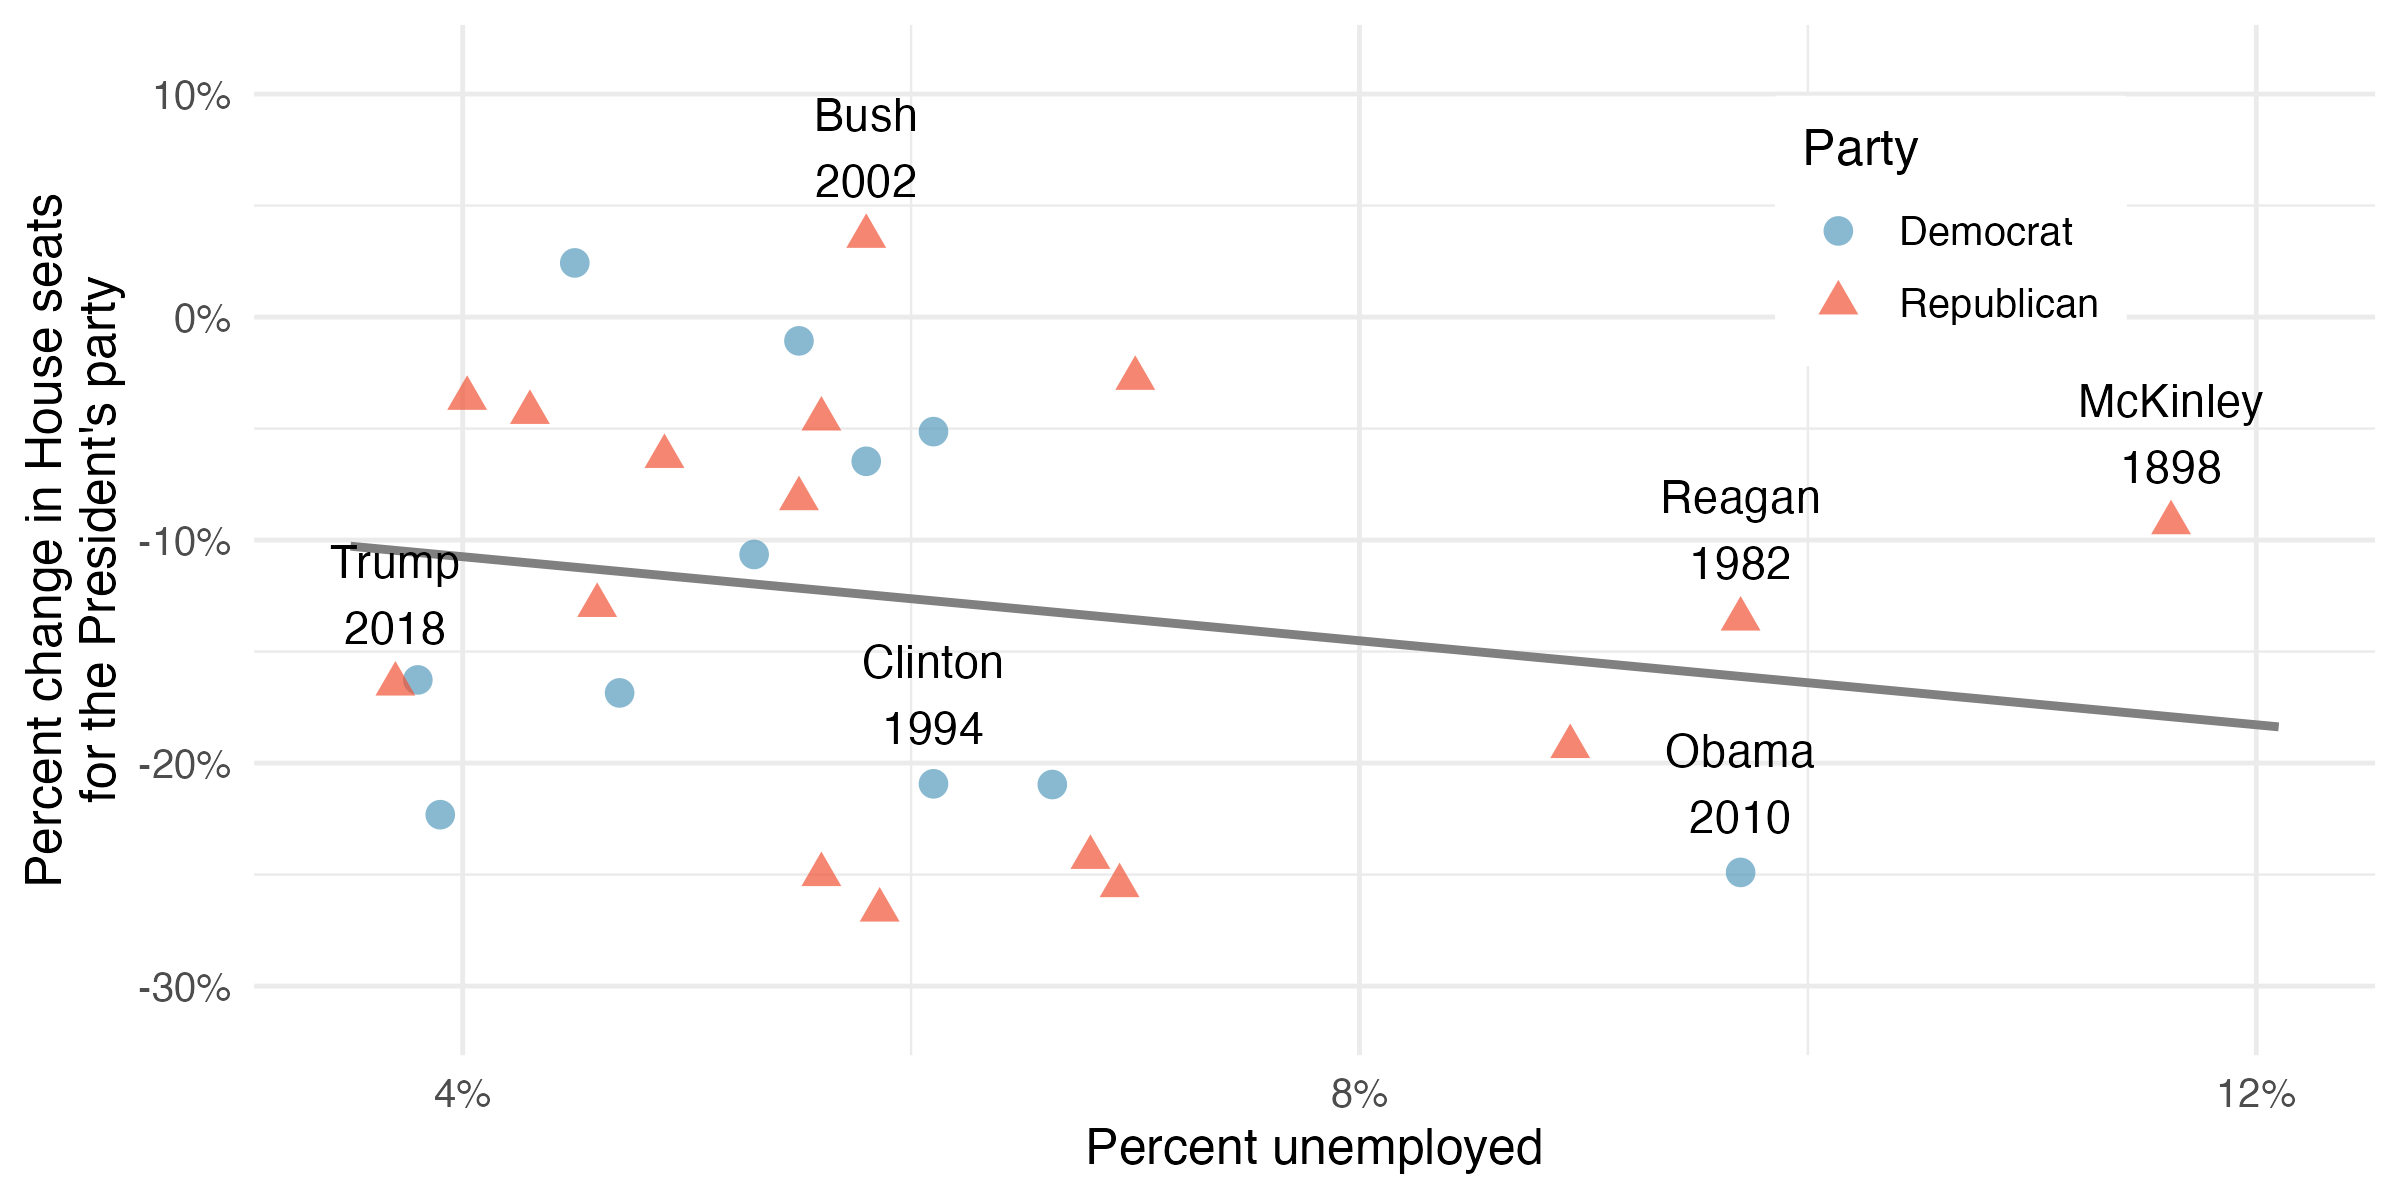 10%
0%
-10%
-20%
-30%
Percent change in House seats
for the President's party
Bush
2002
Party
Democrat
Republican
McKinley
1898
Reagan
1982
Trump
2018
Clinton
1994
Obama
2010
4%
8%
12%
Percent unemployed